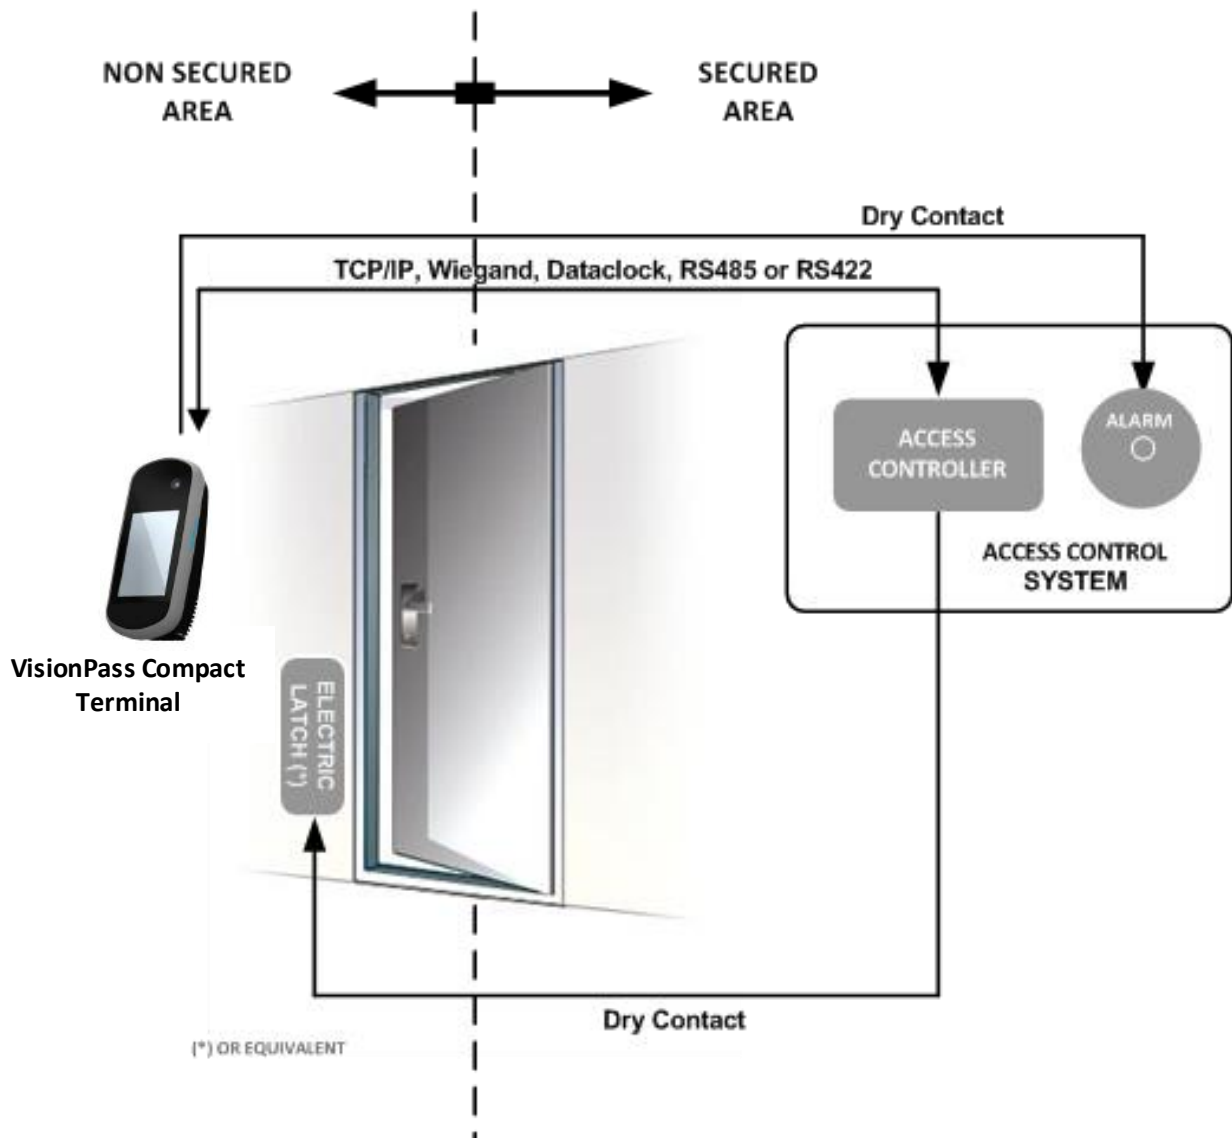 NON SECURED
AREA
SECURED
AREA
Dry Contact
TCP/IP, Wiegand, Dataclock, RS485 or RS422
ACCESS
CONTROLLER
ALARM
ACCESS CONTROL
SYSTEM
VisionPass Compact
Terminal
ELECTRIC
LATCH (*)
Dry Contact
(*) OR EQUIVALENT